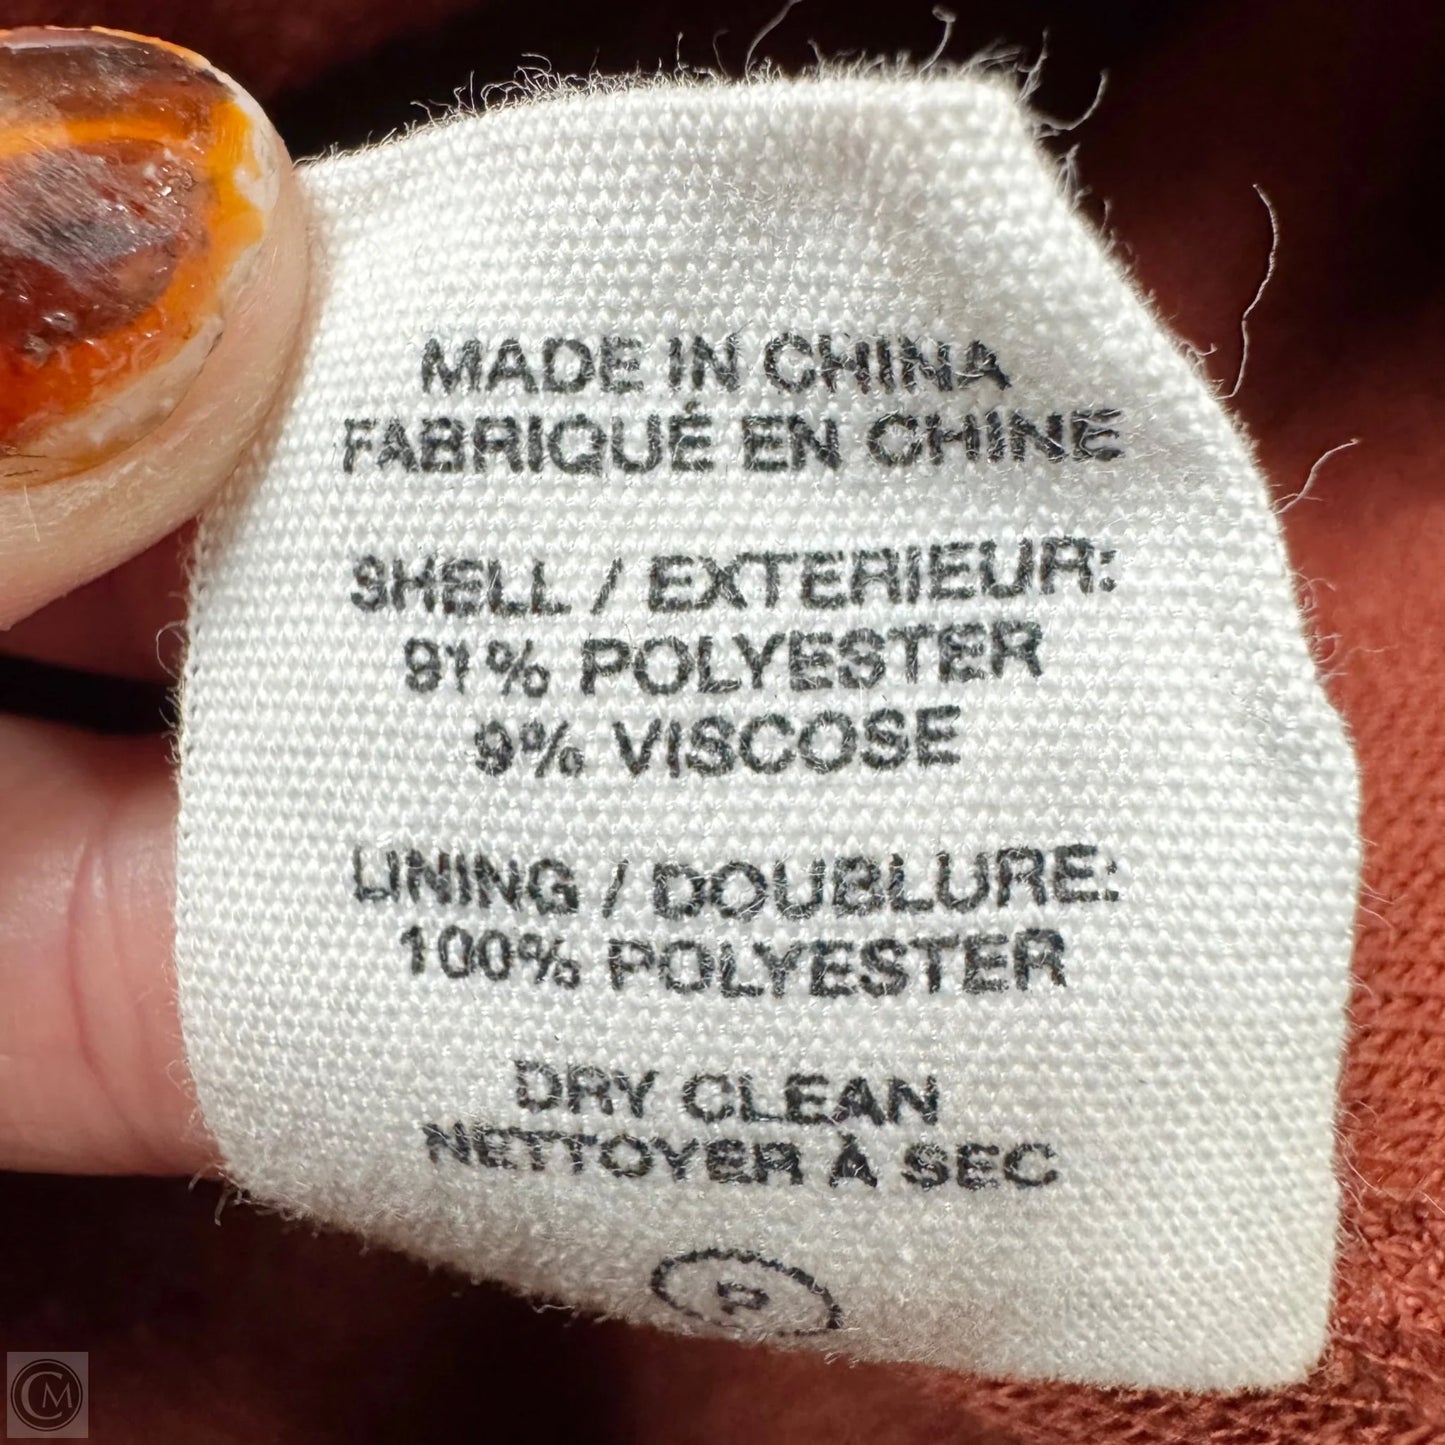 MADE IN CHINA
FABRIQUÉ EN CHINE
SHELL / EXTERIEUR:
91% POLYESTER
9% VISCOSE
LINING / DOUBLURE:
100% POLYESTER
DRY CLEAN
NETTOYER À SEC
P
CM